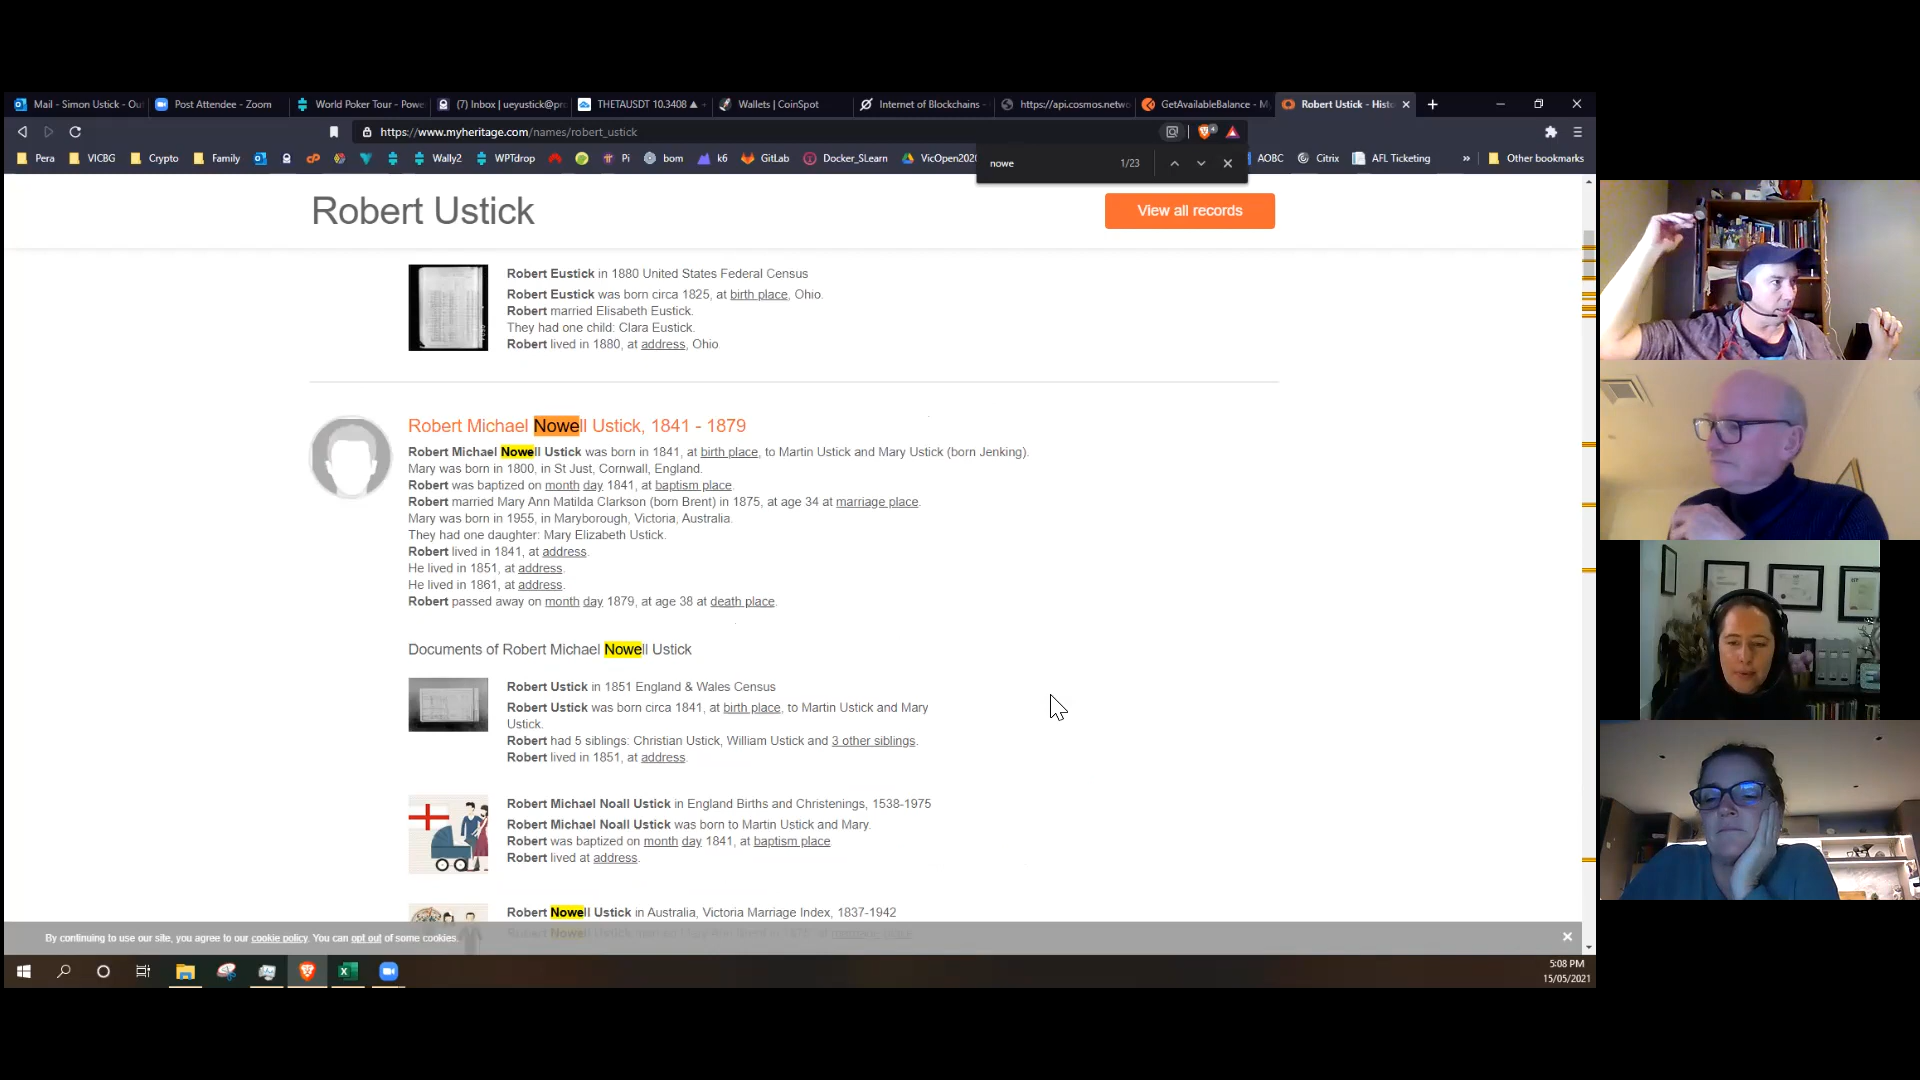 Mail - Simon Ustick - Ou
Post Attendee - Zoom
World Poker Tour - Powe
(7) Inbox | ueyustick@pr
THETAUSDT 10.3408 ▲
Wallets | CoinSpot
Internet of Blockchains -
https://api.cosmos.netwo
GetAvailableBalance - M
Robert Ustick - Histo
https://www.myheritage.com/names/robert_ustick
Pera
VICBG
Crypto
Family
Wally2
WPTdrop
Pi
bom
k6
GitLab
Docker_SLearn
VicOpen202
AOBC
Citrix
AFL Ticketing
»
Other bookmarks
nowe
1/23
Robert Ustick
View all records
Robert Eustick in 1880 United States Federal Census
Robert Eustick was born circa 1825, at birth place, Ohio.
Robert married Elisabeth Eustick.
They had one child: Clara Eustick.
Robert lived in 1880, at address, Ohio
Robert Michael Nowell Ustick, 1841 - 1879
Robert Michael Nowell Ustick was born in 1841, at birth place, to Martin Ustick and Mary Ustick (born Jenking).
Mary was born in 1800, in St Just, Cornwall, England.
Robert was baptized on month day 1841, at baptism place.
Robert married Mary Ann Matilda Clarkson (born Brent) in 1875, at age 34 at marriage place.
Mary was born in 1955, in Maryborough, Victoria, Australia.
They had one daughter: Mary Elizabeth Ustick.
Robert lived in 1841, at address.
He lived in 1851, at address.
He lived in 1861, at address.
Robert passed away on month day 1879, at age 38 at death place.
Documents of Robert Michael Nowell Ustick
Robert Ustick in 1851 England & Wales Census
Robert Ustick was born circa 1841, at birth place, to Martin Ustick and Mary
Ustick.
Robert had 5 siblings: Christian Ustick, William Ustick and 3 other siblings.
Robert lived in 1851, at address.
Robert Michael Noall Ustick in England Births and Christenings, 1538-1975
Robert Michael Noall Ustick was born to Martin Ustick and Mary.
Robert was baptized on month day 1841, at baptism place
Robert lived at address.
Robert Nowell Ustick in Australia, Victoria Marriage Index, 1837-1942
By continuing to use our site, you agree to our cookie policy. You can opt out of some cookies.
5:08 PM
15/05/2021